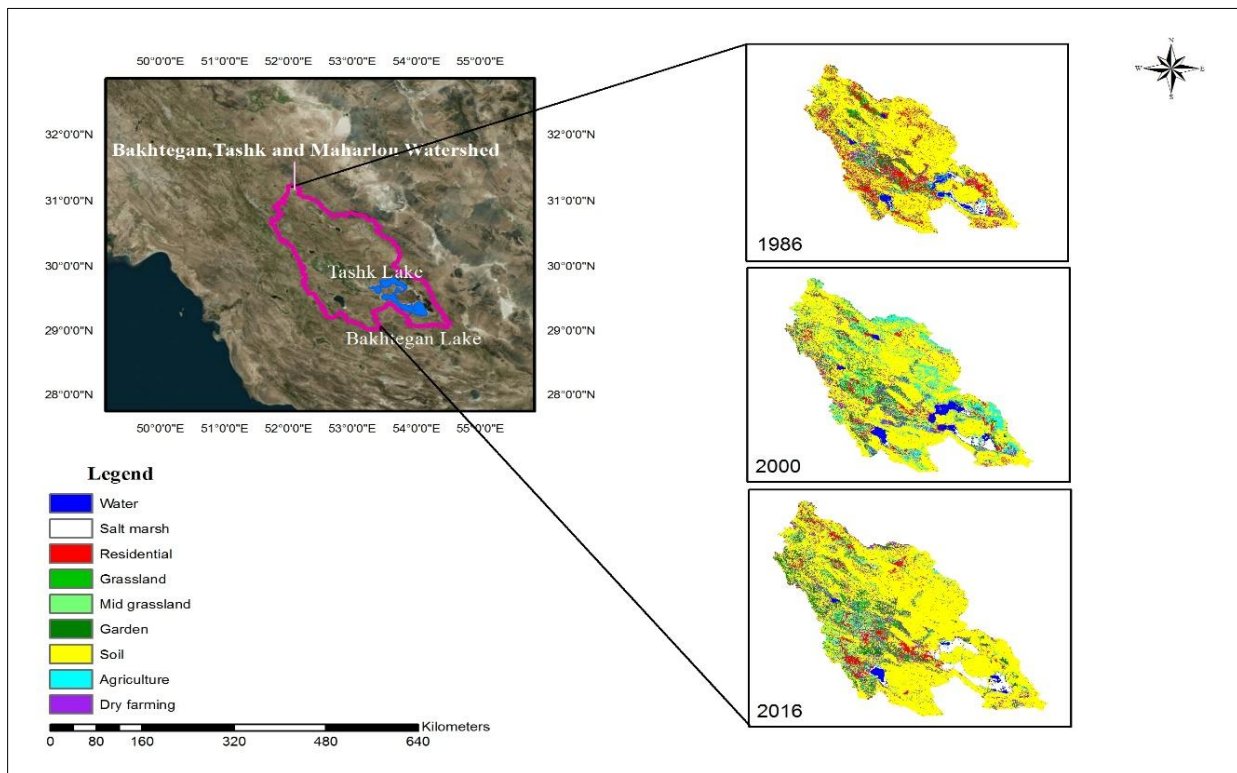 50°0'0"E 51°0'0"E 52°0'0"E 53°0'0"E 54°0'0"E 55°0'0"E
32°0'0"N
32°0'0"N
Bakhtegan,Tashk and Maharlou Watershed
31°0'0"N
31°0'0"N
30°0'0"N
30°0'0"N
Tashk Lake
29°0'0"N
29°0'0"N
Bakhtegan Lake
28°0'0"N
28°0'0"N
50°0'0"E 51°0'0"E 52°0'0"E 53°0'0"E 54°0'0"E 55°0'0"E
Legend
Water
Salt marsh
Residential
Grassland
Mid grassland
Garden
Soil
Agriculture
Dry farming
Kilometers
0 80 160 320 480 640
1986
2000
2016
N
W E
S